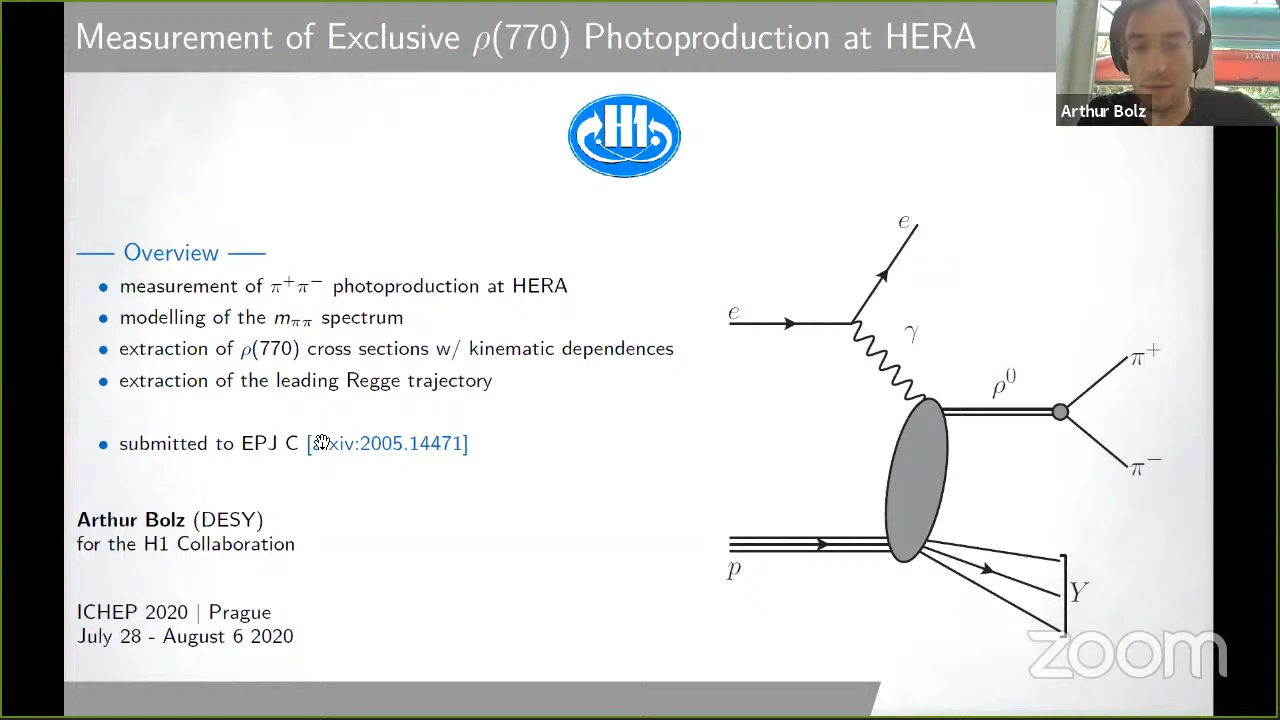 Measurement of Exclusive ρ(770) Photoproduction at HERA
Arthur Bolz
H1
Overview
measurement of π⁺π⁻ photoproduction at HERA
modelling of the mππ spectrum
extraction of ρ(770) cross sections w/ kinematic dependences
extraction of the leading Regge trajectory
submitted to EPJ C [arxiv:2005.14471]
Arthur Bolz (DESY)
for the H1 Collaboration
ICHEP 2020 | Prague
July 28 - August 6 2020
e
e
γ
ρ⁰
π⁺
π⁻
p
Y
zoom